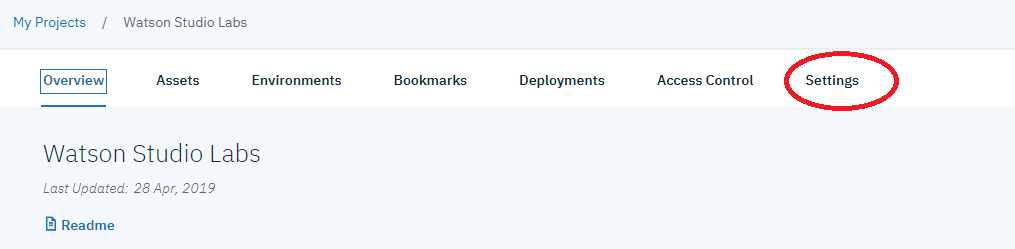 My Projects / Watson Studio Labs
Overview Assets Environments Bookmarks Deployments Access Control Settings
Watson Studio Labs
Last Updated: 28 Apr, 2019
Readme